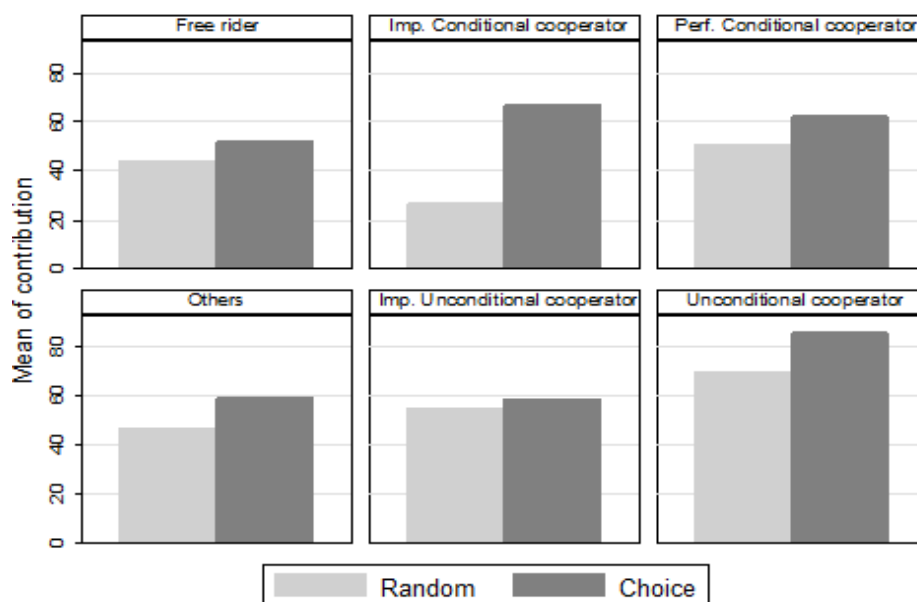 Free rider
Imp. Conditional cooperator
Perf. Conditional cooperator
80
60
40
20
0
Others
Imp. Unconditional cooperator
Unconditional cooperator
80
60
40
20
0
Mean of contribution
Random
Choice